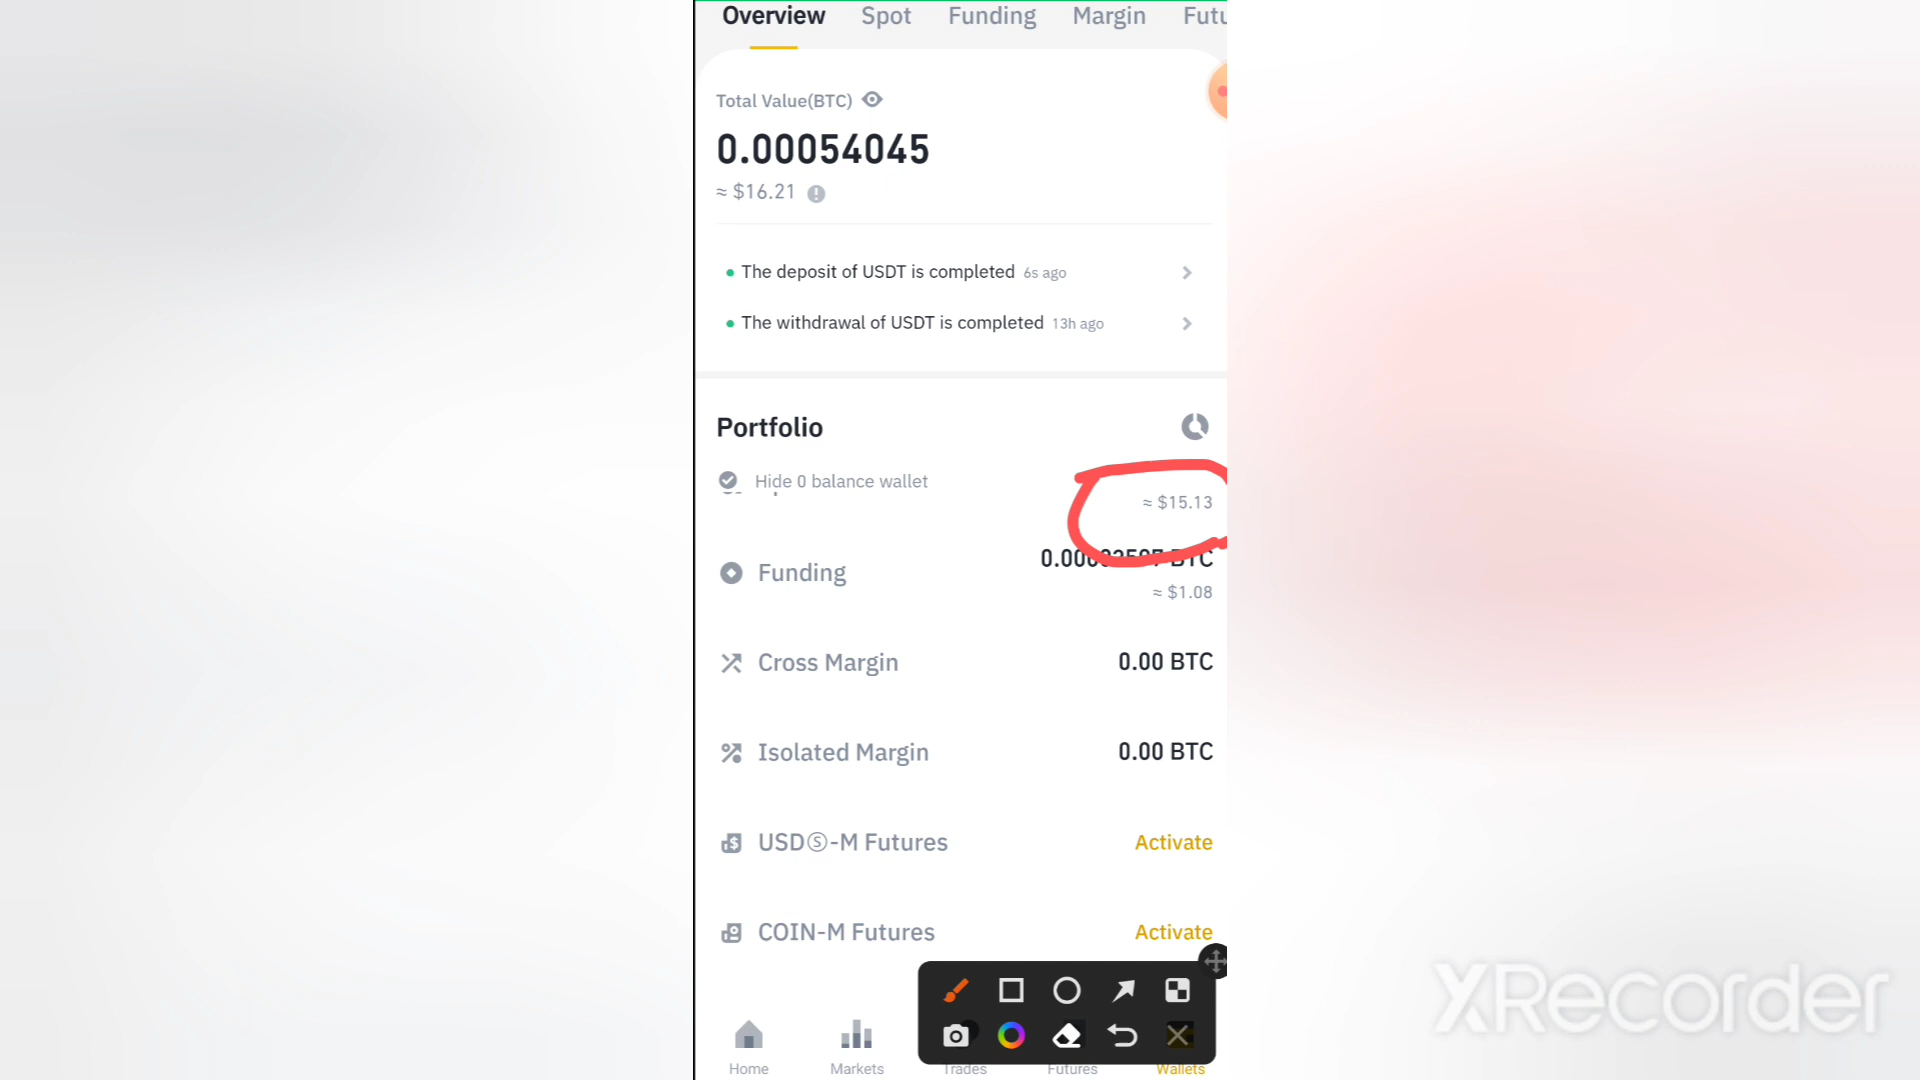 Overview Spot Funding Margin Futu
Total Value(BTC)
0.00054045
≈ $16.21
The deposit of USDT is completed 6s ago
The withdrawal of USDT is completed 13h ago
Portfolio
Hide 0 balance wallet
≈ $15.13
Funding
BTC
≈ $1.08
Cross Margin 0.00 BTC
Isolated Margin 0.00 BTC
USDⓈ-M Futures Activate
COIN-M Futures Activate
Home Markets Trades Futures Wallets
XRecorder